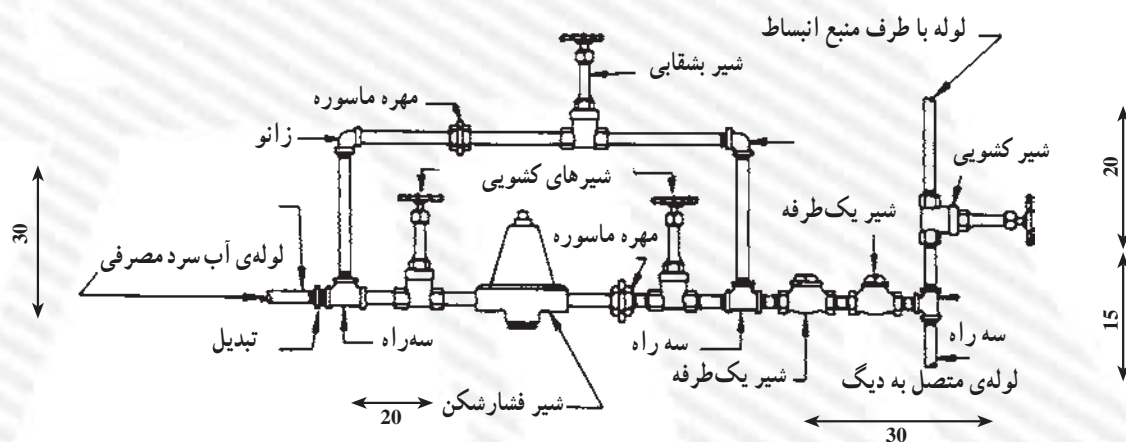 لوله با طرف منبع انبساط
شیر بشقابی
مهره ماسوره
زانو
شیر کشویی
20
شیرهای کشویی
شیر یک‌طرفه
30
مهره ماسوره
لوله‌ی آب سرد مصرفی
15
تبدیل
سه‌راه
سه راه
سه راه
شیر یک‌طرفه
لوله‌ی متصل به دیگ
شیر فشارشکن
20
30